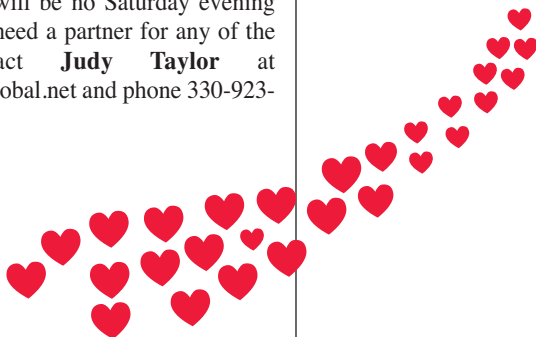 will be no Saturday evening
need a partner for any of the
act Judy Taylor at
obal.net and phone 330-923-